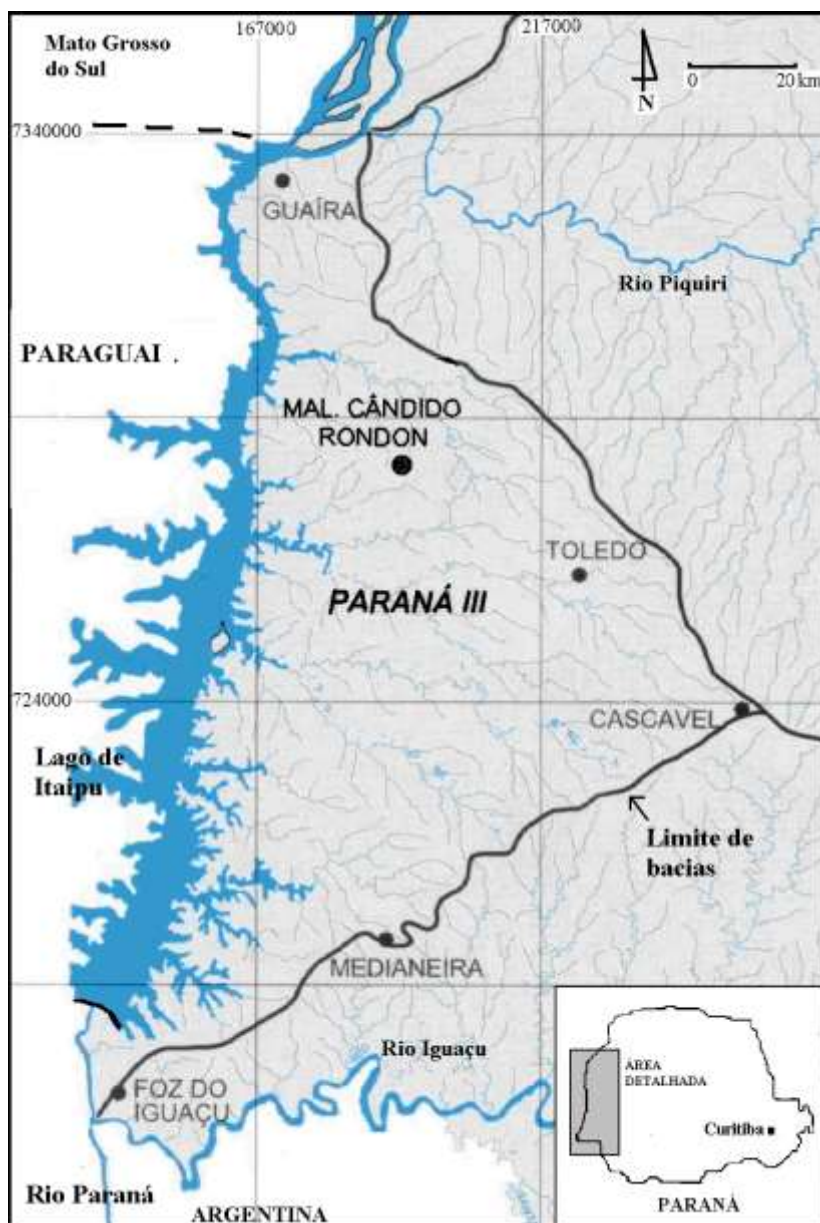 167000
217000
Mato Grosso
do Sul
N
0
20 km
7340000
GUAÍRA
Rio Piquiri
PARAGUAI .
MAL. CÂNDIDO
RONDON
TOLEDO
PARANÁ III
724000
CASCAVEL
Lago de
Itaipu
Limite de
bacias
MEDIANEIRA
Rio Iguaçu
ÁREA
DETALHADA
FOZ DO
IGUAÇU
Curitiba
Rio Paraná
ARGENTINA
PARANÁ